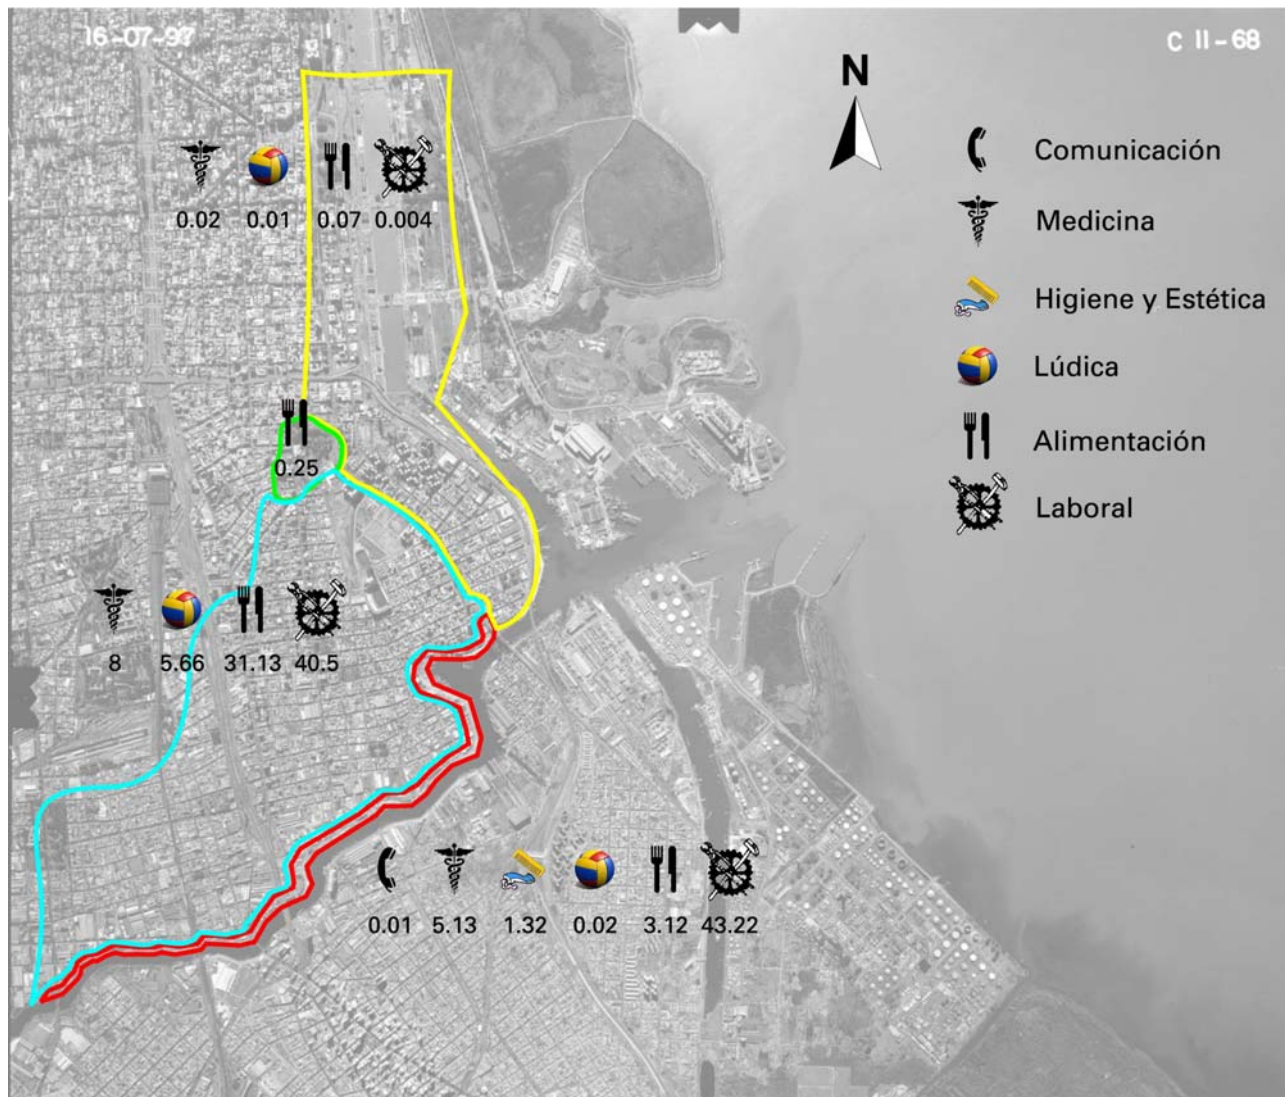 16-07-97
C II-68
N
Comunicación
Medicina
Higiene y Estética
Lúdica
Alimentación
Laboral
0.02 0.01 0.07 0.004
0.25
8 5.66 31.13 40.5
0.01 5.13 1.32 0.02 3.12 43.22